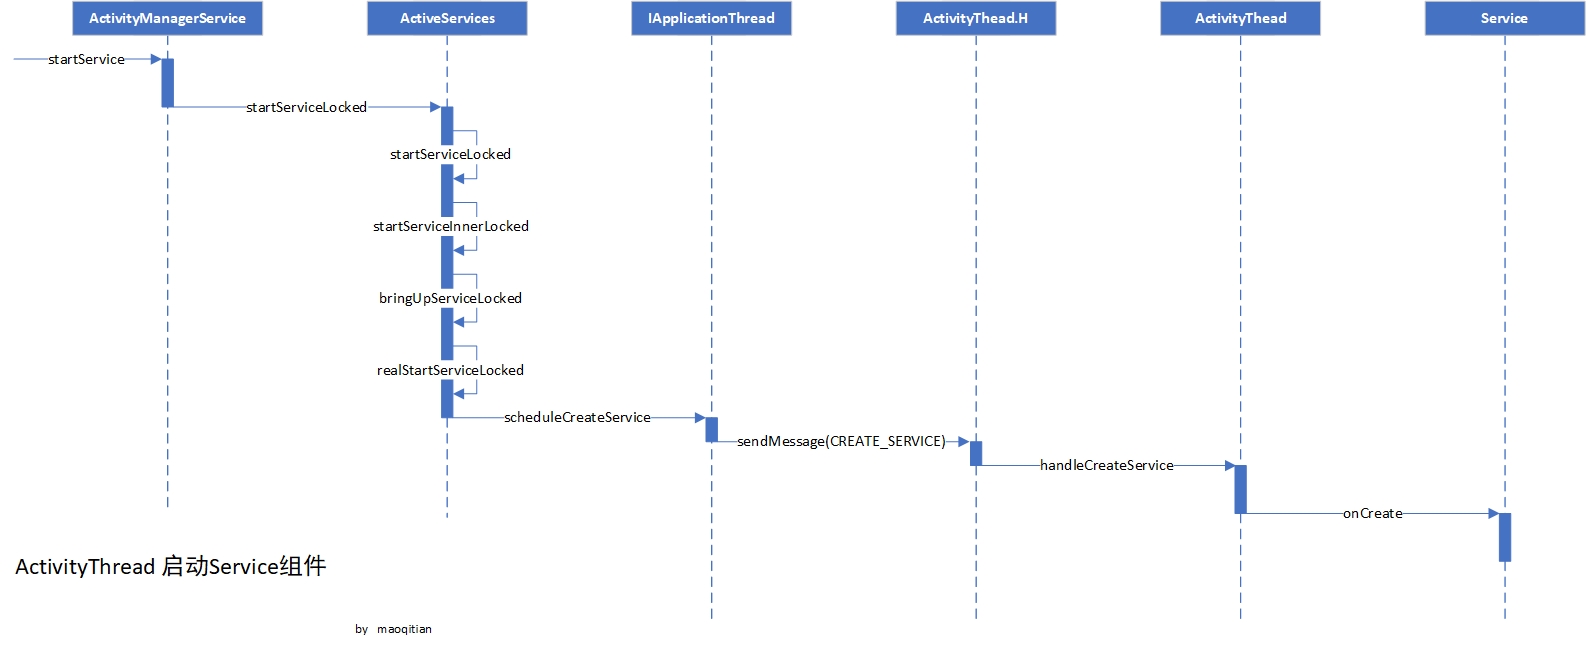 ActivityManagerService
ActiveServices
IApplicationThread
ActivityThead.H
ActivityThead
Service
startService
startServiceLocked
startServiceLocked
startServiceInnerLocked
bringUpServiceLocked
realStartServiceLocked
scheduleCreateService
sendMessage(CREATE_SERVICE)
handleCreateService
onCreate
ActivityThread 启动Service组件
by maoqitian